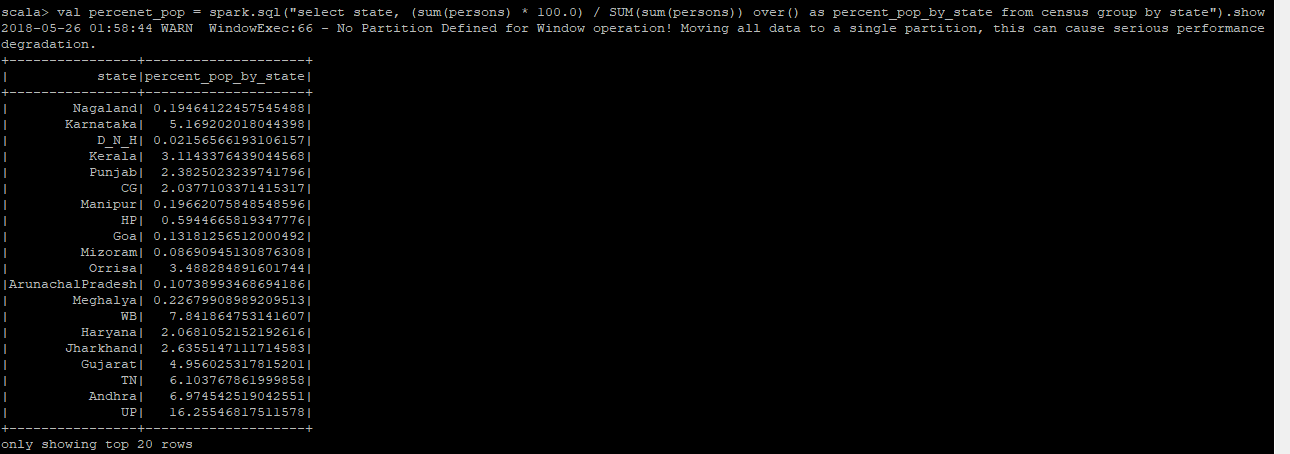 scala> val percenet_pop = spark.sql("select state, (sum(persons) * 100.0) / SUM(sum(persons)) over() as percent_pop_by_state from census group by state").show
2018-05-26 01:58:44 WARN  WindowExec:66 - No Partition Defined for Window operation! Moving all data to a single partition, this can cause serious performance
degradation.
+----------------+--------------------+
|           state|percent_pop_by_state|
+----------------+--------------------+
|        Nagaland| 0.19464122457545488|
|       Karnataka|   5.169202018044398|
|           D_N_H| 0.02156566193106157|
|          Kerala|  3.1143376439044568|
|          Punjab|  2.3825023239741796|
|              CG|  2.0377103371415317|
|         Manipur| 0.19662075848548596|
|              HP|  0.5944665819347776|
|             Goa| 0.13181256512000492|
|         Mizoram| 0.08690945130876308|
|          Orrisa|   3.488284891601744|
|ArunachalPradesh| 0.10738993468694186|
|        Meghalya| 0.22679908989209513|
|              WB|   7.841864753141607|
|         Haryana|  2.0681052152192616|
|       Jharkhand|  2.6355147111714583|
|         Gujarat|   4.956025317815201|
|              TN|   6.103767861999858|
|          Andhra|   6.974542519042551|
|              UP|   16.25546817511578|
+----------------+--------------------+
only showing top 20 rows